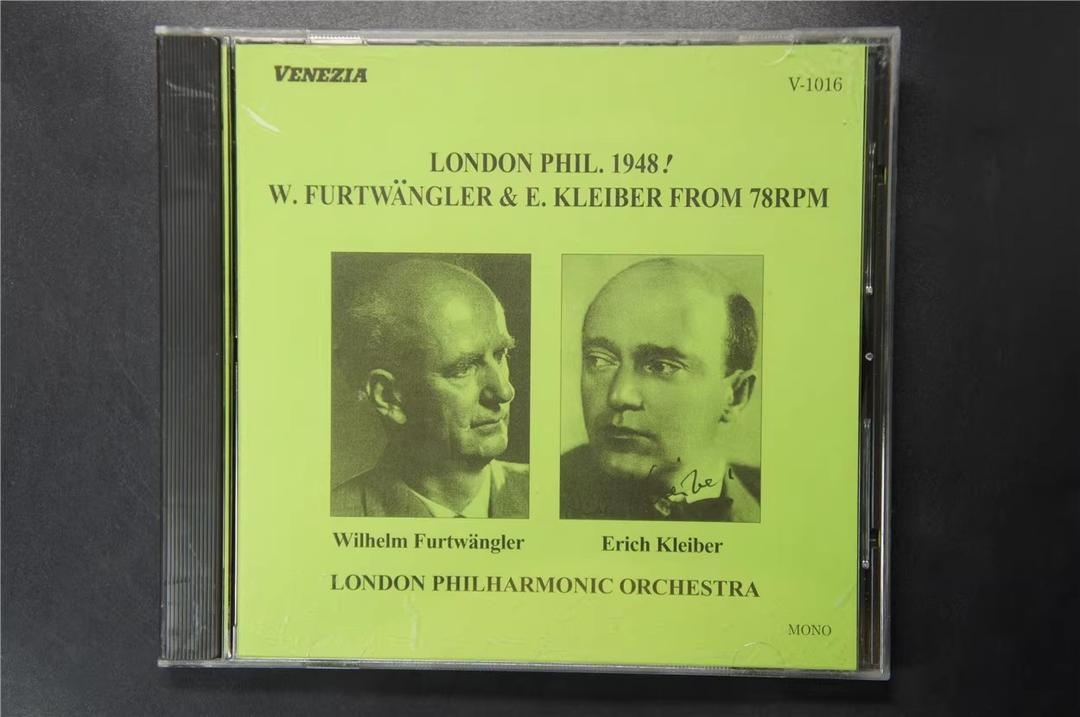 VENEZIA
V-1016
LONDON PHIL. 1948!
W. FURTWÄNGLER & E. KLEIBER FROM 78RPM
Wilhelm Furtwängler
Erich Kleiber
LONDON PHILHARMONIC ORCHESTRA
MONO